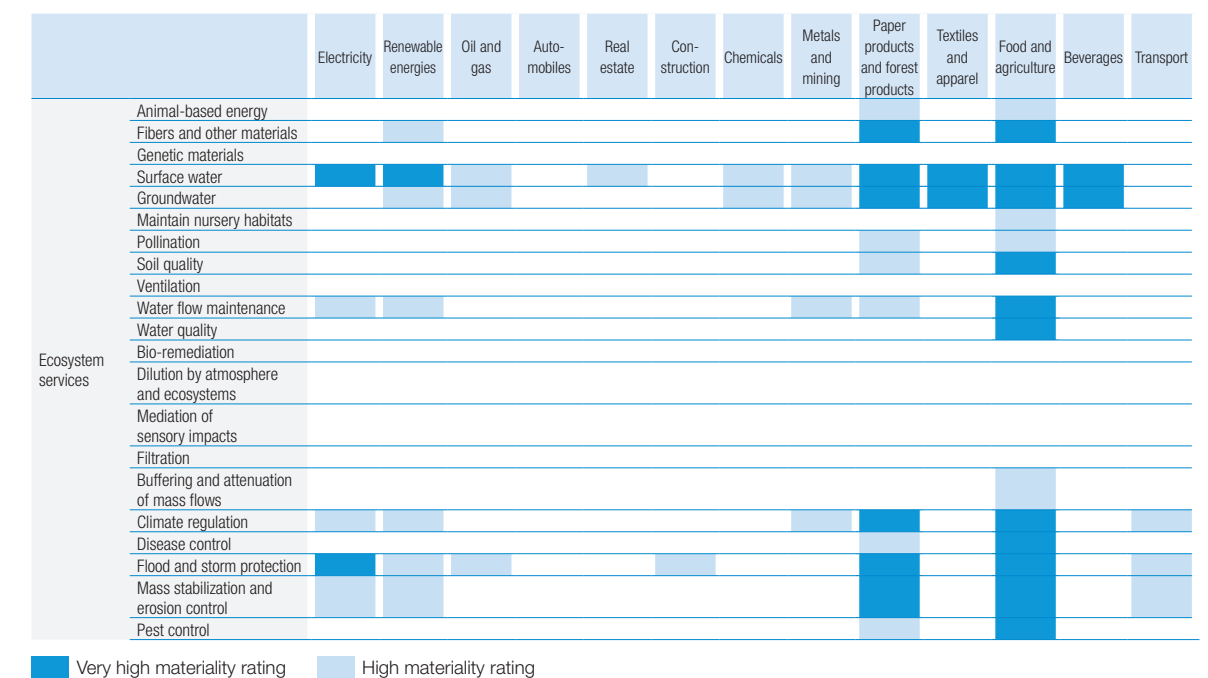 Electricity
Renewable
energies
Oil and
gas
Auto-
mobiles
Real
estate
Con-
struction
Chemicals
Metals
and
mining
Paper
products
and forest
products
Textiles
and
apparel
Food and
agriculture
Beverages
Transport
Ecosystem
services
Animal-based energy
Fibers and other materials
Genetic materials
Surface water
Groundwater
Maintain nursery habitats
Pollination
Soil quality
Ventilation
Water flow maintenance
Water quality
Bio-remediation
Dilution by atmosphere
and ecosystems
Mediation of
sensory impacts
Filtration
Buffering and attenuation
of mass flows
Climate regulation
Disease control
Flood and storm protection
Mass stabilization and
erosion control
Pest control
Very high materiality rating
High materiality rating